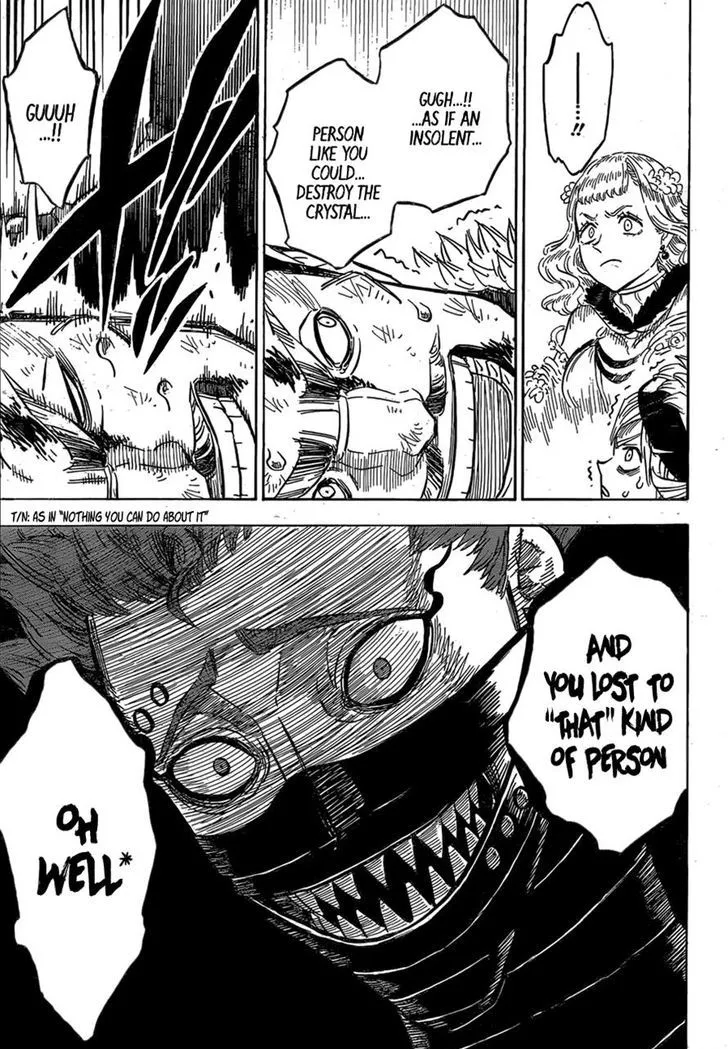 !!
GUGH...!!
...AS IF AN
INSOLENT...
PERSON
LIKE YOU
COULD...
DESTROY THE
CRYSTAL...
GUUUH
...!!
T/N: AS IN "NOTHING YOU CAN DO ABOUT IT"
AND
YOU LOST TO
"THAT" KIND
OF PERSON
OH
WELL*